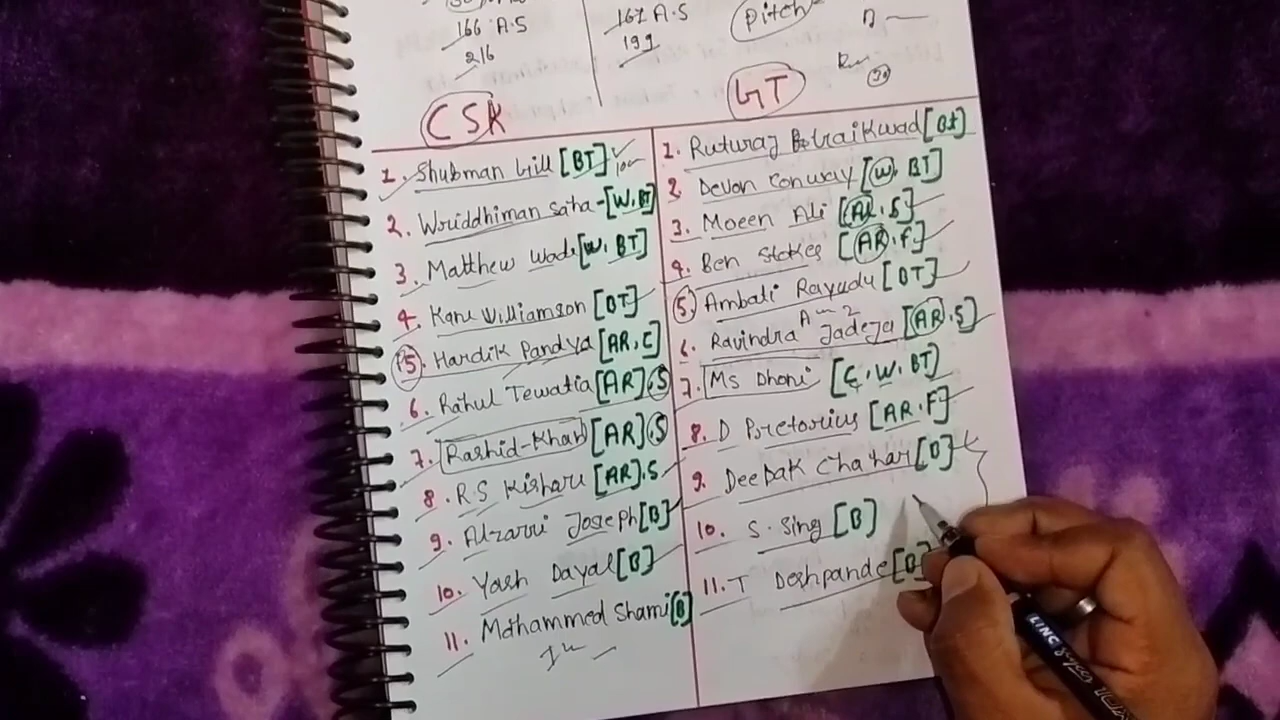 166 A.S
216
161 A.S
199
Pitch
CSK
GT
1. Shubman Gill [BT]
2. Wriddhiman saha-[W.BT]
3. Matthew Wade [W.BT]
4. Kane Williamson [BT]
5. Hardik Pandya [AR.C]
6. Rahul Tewatia [AR].S
7. Rashid-Khan [AR].S
8. R.S Kishore [AR].S
9. Alzarri Joseph [B]
10. Yash Dayal [B]
11. Mohammed Shami [B]
1. Ruturaj Gaikwad [Bt]
2. Devon Conway [W. BT]
3. Moeen Ali [AR.S]
4. Ben Stokes [AR.F]
5. Ambati Rayudu [BT]
6. Ravindra Jadeja [AR.S]
7. Ms Dhoni [C.W.BT]
8. D Pretorius [AR.F]
9. Deepak Chahar [B]
10. S. Sing [B]
11. T Deshpande [B]
LINC